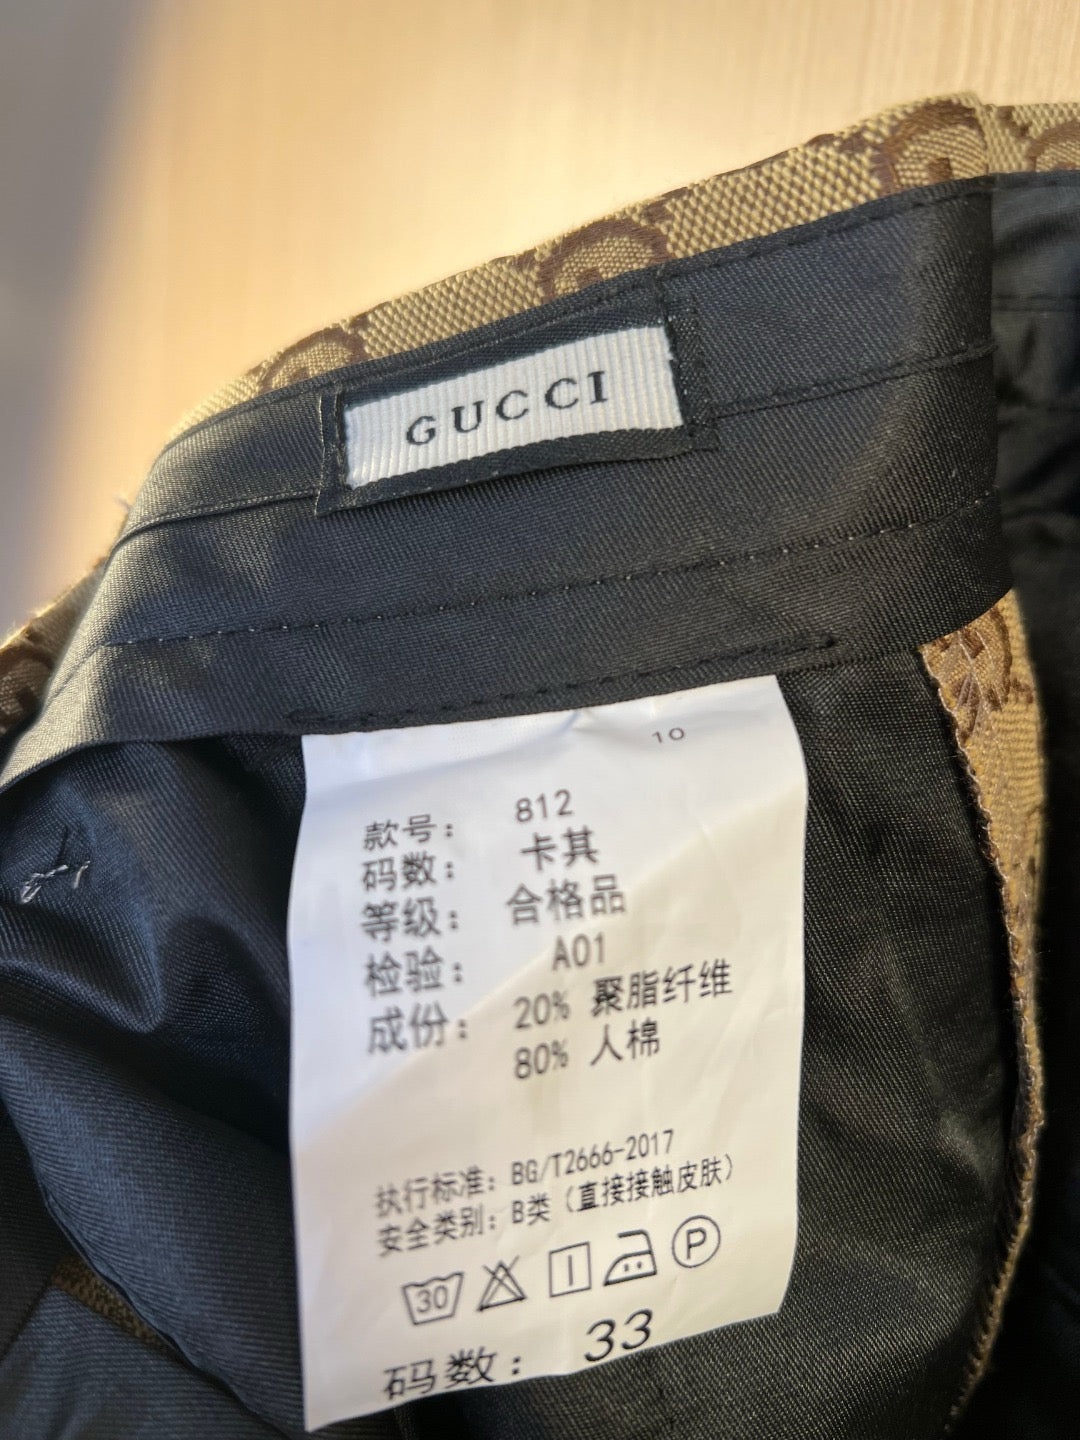 GUCCI
10
款号： 812
码数： 卡其
等级： 合格品
检验： A01
成份： 20% 聚脂纤维
80% 人棉
执行标准：BG/T2666-2017
安全类别：B类（直接接触皮肤）
30 P
码数： 33